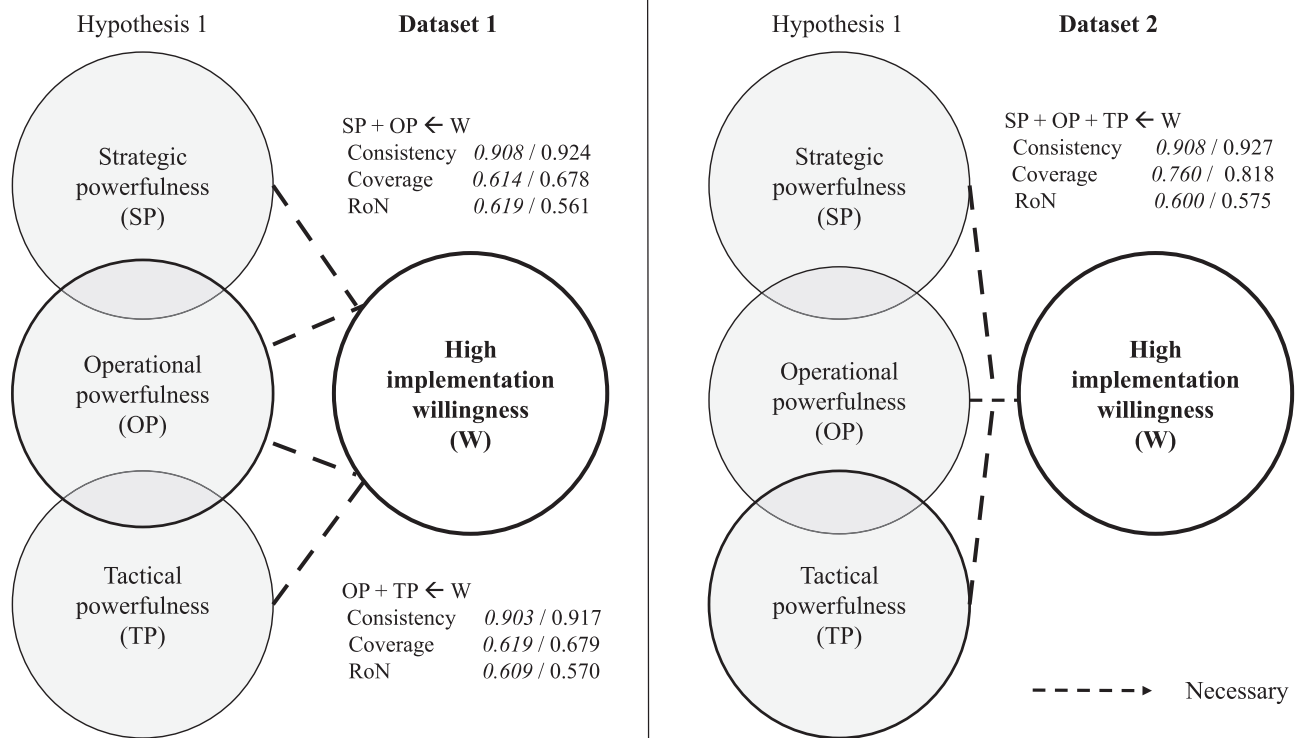 Hypothesis 1
Dataset 1
SP + OP ← W
Consistency 0.908 / 0.924
Coverage 0.614 / 0.678
RoN 0.619 / 0.561
Strategic
powerfulness
(SP)
Operational
powerfulness
(OP)
Tactical
powerfulness
(TP)
High
implementation
willingness
(W)
OP + TP ← W
Consistency 0.903 / 0.917
Coverage 0.619 / 0.679
RoN 0.609 / 0.570
Hypothesis 1
Dataset 2
SP + OP + TP ← W
Consistency 0.908 / 0.927
Coverage 0.760 / 0.818
RoN 0.600 / 0.575
Strategic
powerfulness
(SP)
Operational
powerfulness
(OP)
Tactical
powerfulness
(TP)
High
implementation
willingness
(W)
Necessary